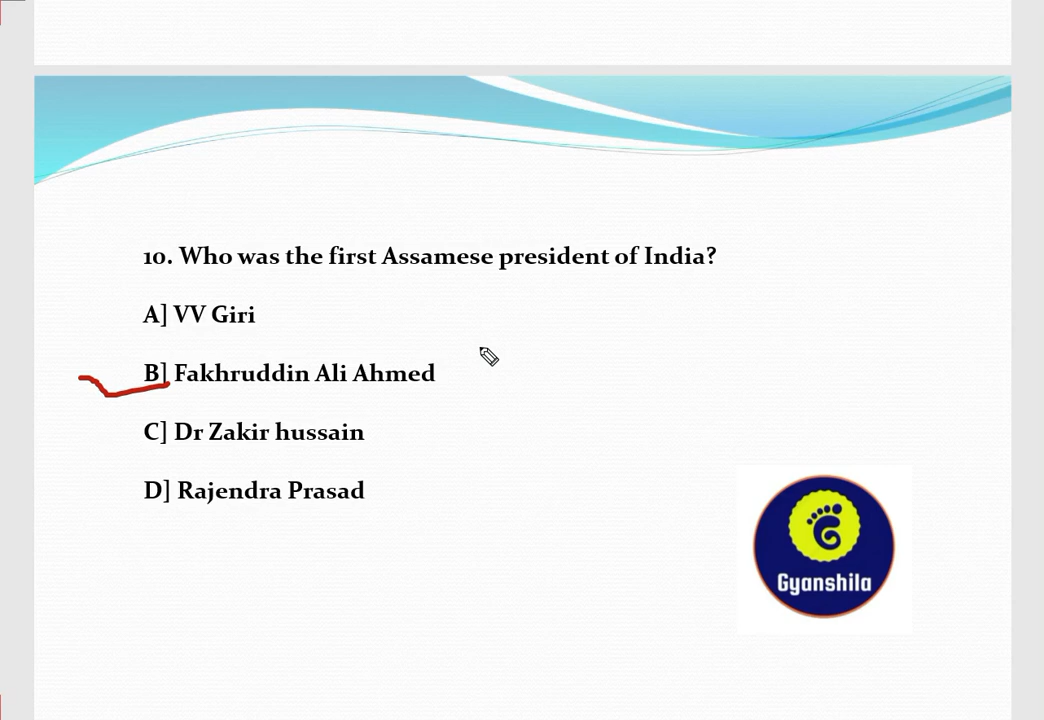 10. Who was the first Assamese president of India?
A] VV Giri
B] Fakhruddin Ali Ahmed
C] Dr Zakir hussain
D] Rajendra Prasad
Gyanshila